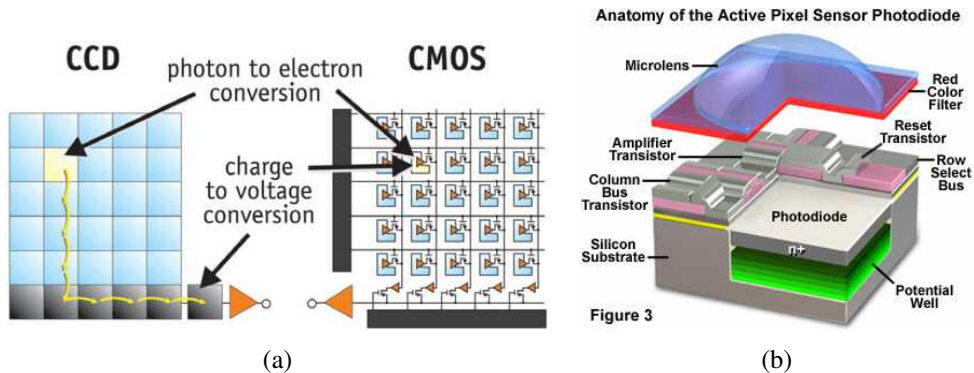 CCD
photon to electron
conversion
CMOS
charge
to voltage
conversion
(a)
Anatomy of the Active Pixel Sensor Photodiode
Microlens
Red
Color
Filter
Amplifier
Transistor
Reset
Transistor
Column
Bus
Transistor
Row
Select
Bus
Photodiode
Silicon
Substrate
n+
Potential
Well
Figure 3
(b)